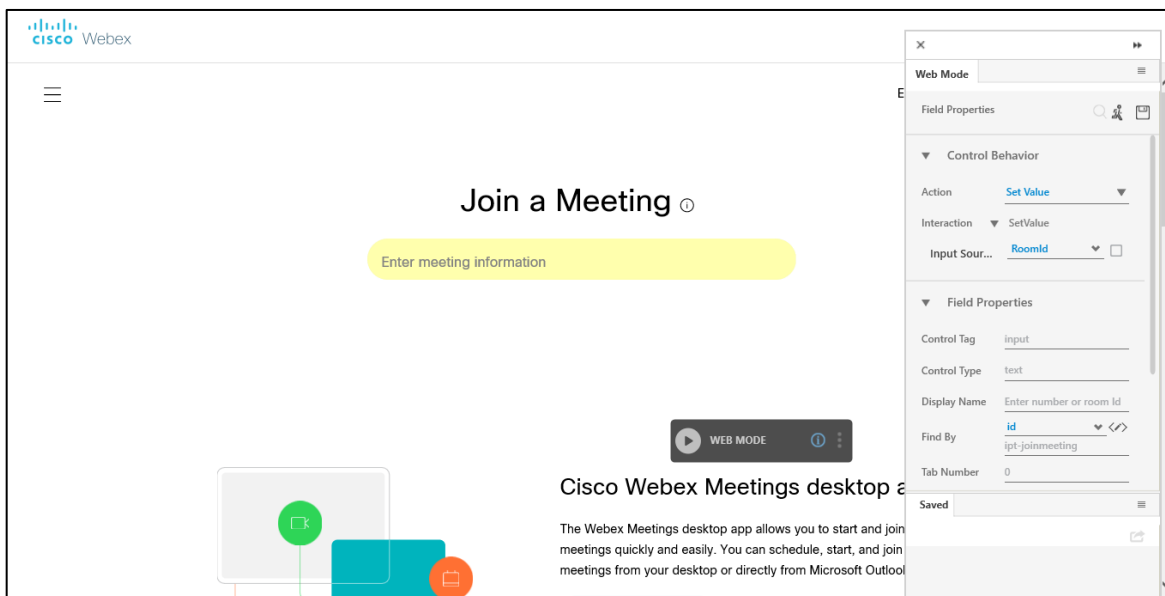 cisco Webex
E
Join a Meeting
Enter meeting information
WEB MODE
Cisco Webex Meetings desktop a
The Webex Meetings desktop app allows you to start and join
meetings quickly and easily. You can schedule, start, and join
meetings from your desktop or directly from Microsoft Outlook
Web Mode
Field Properties
Control Behavior
Action Set Value
Interaction SetValue
Input Sour... RoomId
Field Properties
Control Tag input
Control Type text
Display Name Enter number or room Id
Find By id
ipt-joinmeeting
Tab Number 0
Saved